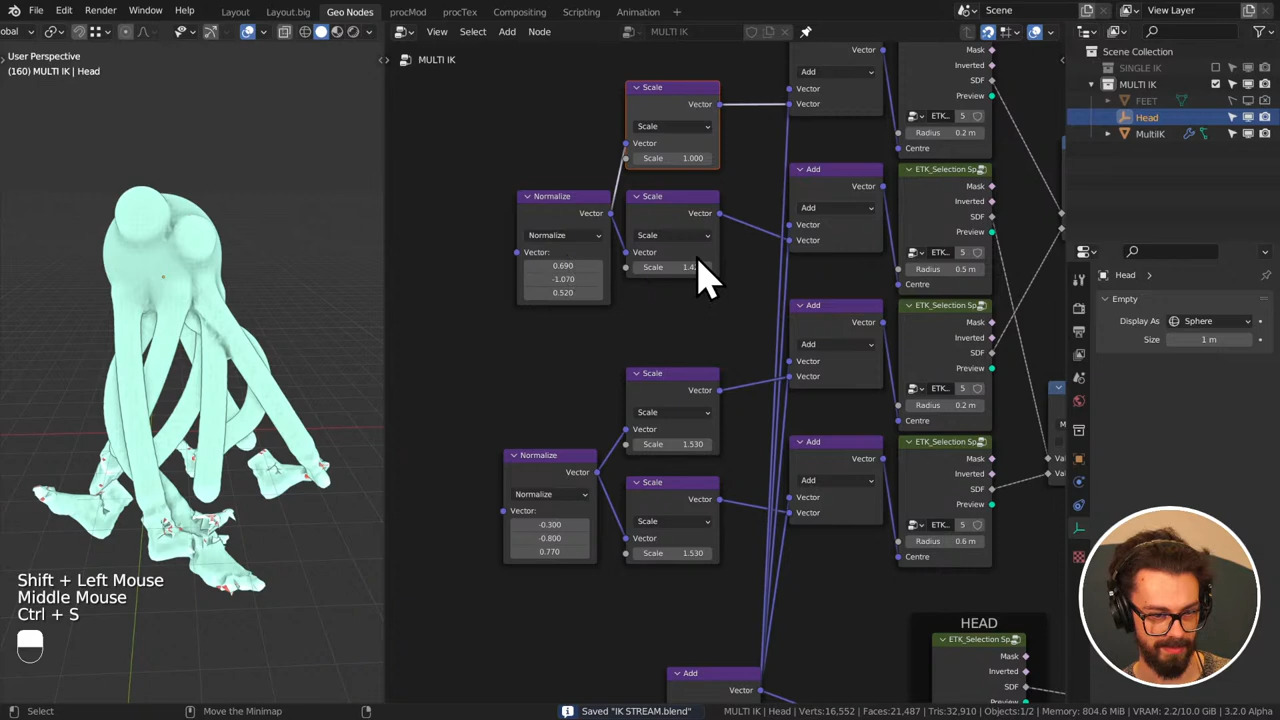 File Edit Render Window Help Layout Layout.big Geo Nodes procMod procTex Compositing Scripting Animation + Scene View Layer
View Select Add Node MULTI IK
User Perspective
(160) MULTI IK | Head
MULTI IK
Scene Collection
SINGLE IK
MULTI IK
FEET
Head
MultiIK
Head
Empty
Display As Sphere
Size 1 m
Scale
Vector
Scale
Vector
Scale 1.000
Normalize
Vector
Normalize
Vector:
0.690
-1.070
0.520
Scale
Vector
Scale
Vector
Scale
Scale
Vector
Scale
Vector
Scale 1.530
Normalize
Vector
Normalize
Vector:
-0.300
-0.800
0.770
Scale
Vector
Scale
Vector
Scale 1.530
Vector
Add
Vector
Vector
Add
Vector
Add
Vector
Vector
Add
Vector
Add
Vector
Vector
Add
Vector
Add
Vector
Vector
Add
Vector
Mask
Inverted
SDF
Preview
ETK... 5
Radius 0.2 m
Centre
ETK_Selection Sp
Mask
Inverted
SDF
Preview
ETK... 5
Radius 0.5 m
Centre
ETK_Selection Sp
Mask
Inverted
SDF
Preview
ETK... 5
Radius 0.2 m
Centre
ETK_Selection Sp
Mask
Inverted
SDF
Preview
ETK... 5
Radius 0.6 m
Centre
HEAD
ETK_Selection Sp
Mask
Inverted
SDF
Shift + Left Mouse
Middle Mouse
Ctrl + S
Select Move the Minimap Saved "IK STREAM.blend" MULTI IK | Head | Verts:16,552 | Faces:21,487 | Tris:32,910 | Objects:1/2 | Memory: 804.6 MiB | VRAM: 2.2/10.0 GiB | 3.2.0 Alpha